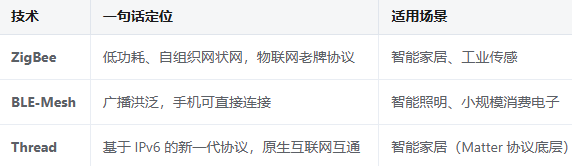 技术 一句话定位 适用场景
ZigBee 低功耗、自组织网状网，物联网老牌协议 智能家居、工业传感
BLE-Mesh 广播洪泛，手机可直接连接 智能照明、小规模消费电子
Thread 基于 IPv6 的新一代协议，原生互联网互通 智能家居（Matter 协议底层）